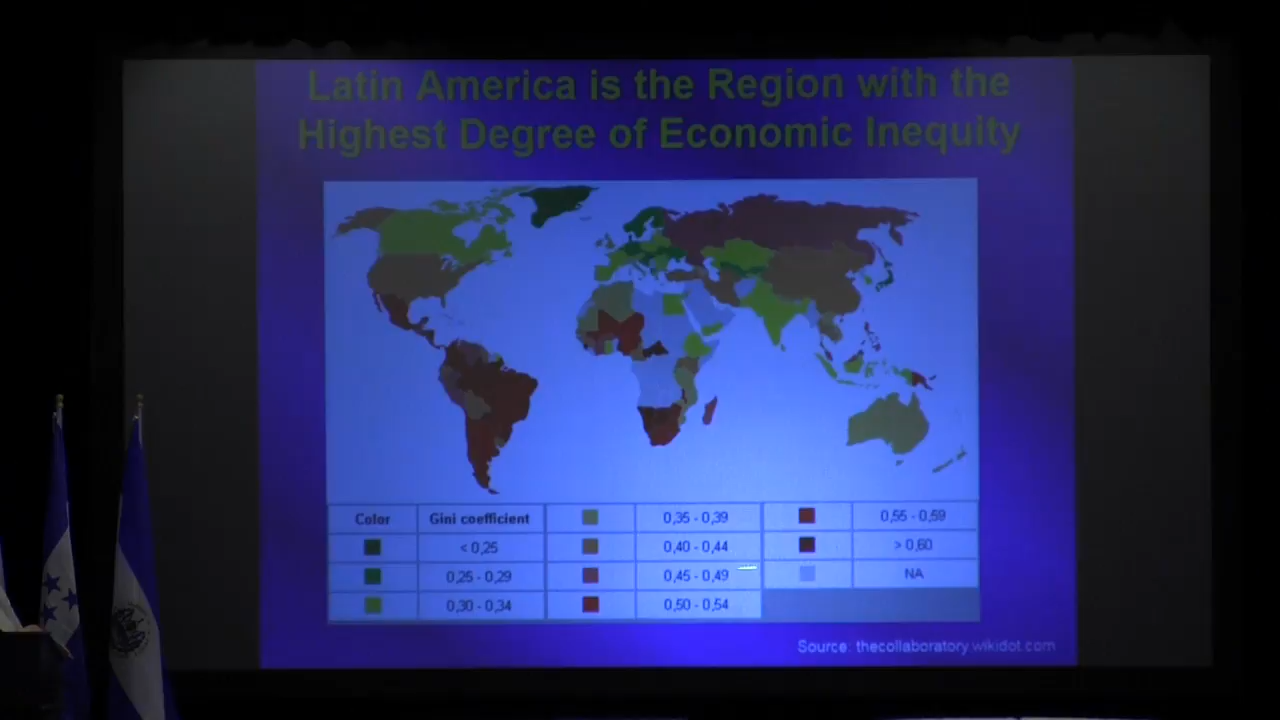 Latin America is the Region with the
Highest Degree of Economic Inequity
Color Gini coefficient 0,35 - 0,39 0,55 - 0,59
< 0,25 0,40 - 0,44 > 0,60
0,25 - 0,29 0,45 - 0,49 NA
0,30 - 0,34 0,50 - 0,54
Source: thecollaboratory.wikidot.com